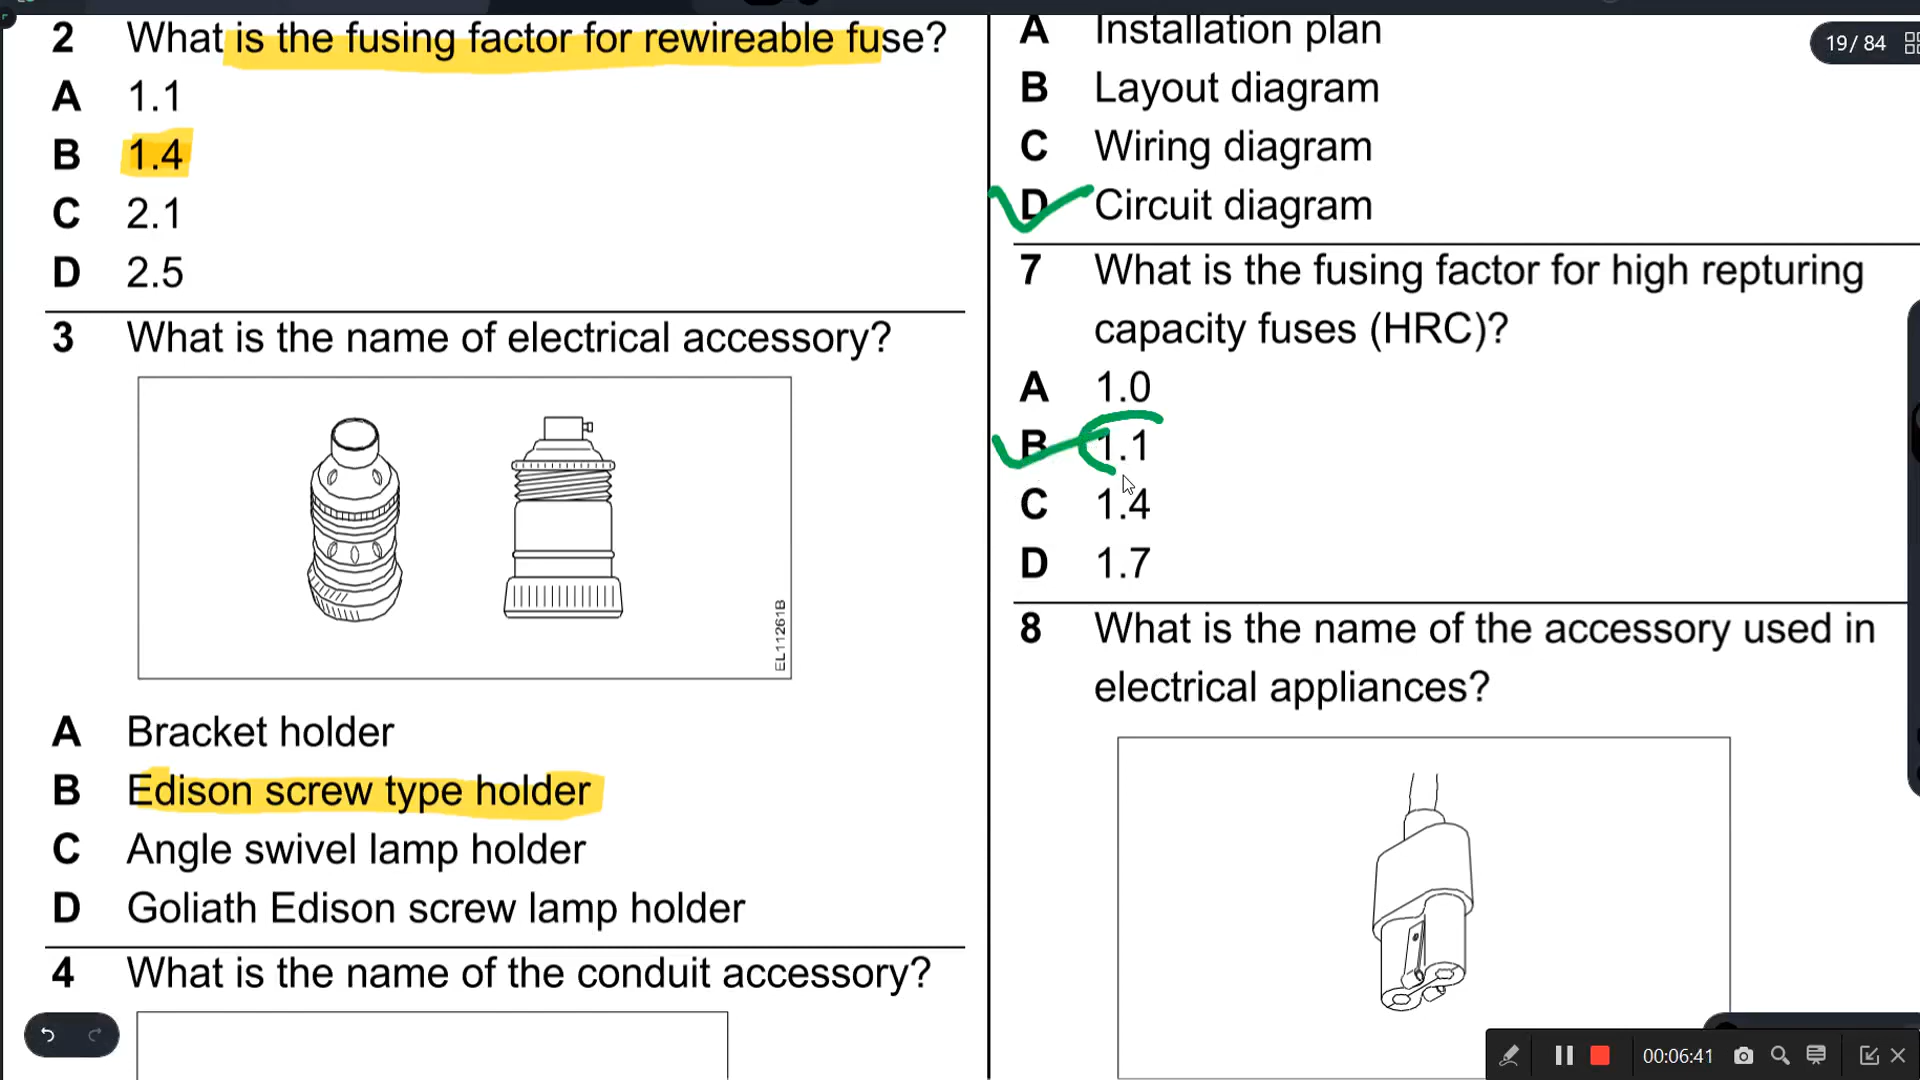 2 What is the fusing factor for rewireable fuse?
A 1.1
B 1.4
C 2.1
D 2.5
3 What is the name of electrical accessory?
EL11261B
A Bracket holder
B Edison screw type holder
C Angle swivel lamp holder
D Goliath Edison screw lamp holder
4 What is the name of the conduit accessory?
A Installation plan
B Layout diagram
C Wiring diagram
D Circuit diagram
7 What is the fusing factor for high repturing
capacity fuses (HRC)?
A 1.0
B 1.1
C 1.4
D 1.7
8 What is the name of the accessory used in
electrical appliances?
19/ 84
00:06:41